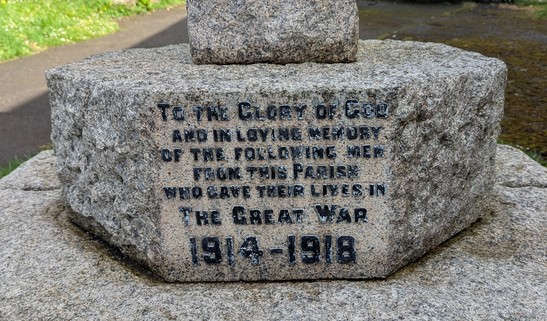 To the Glory of God
and in loving memory
of the following men
from this Parish
who gave their lives in
The Great War
1914-1918